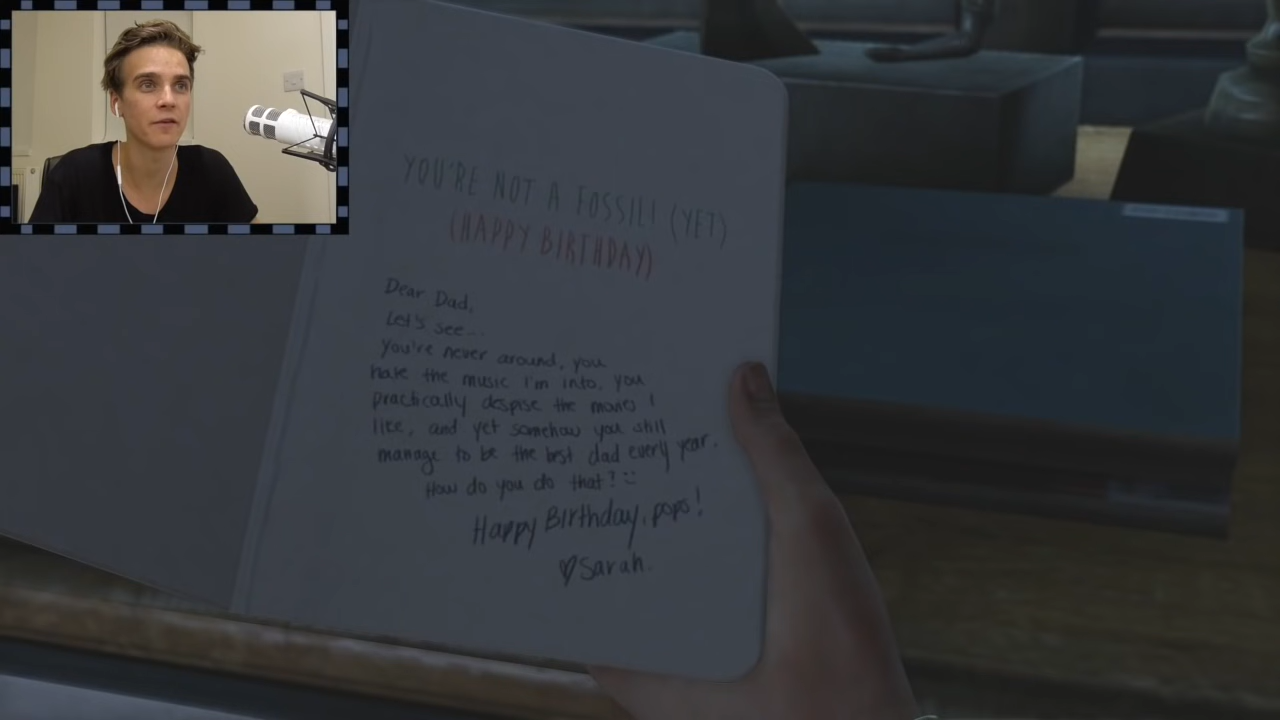 YOU'RE NOT A FOSSIL! (YET)
(HAPPY BIRTHDAY)
Dear Dad,
Let's see...
You're never around, you
hate the music I'm into, you
practically despise the movies I
like, and yet somehow you still
manage to be the best dad every year.
How do you do that? :)
Happy Birthday, pops!
♡Sarah.